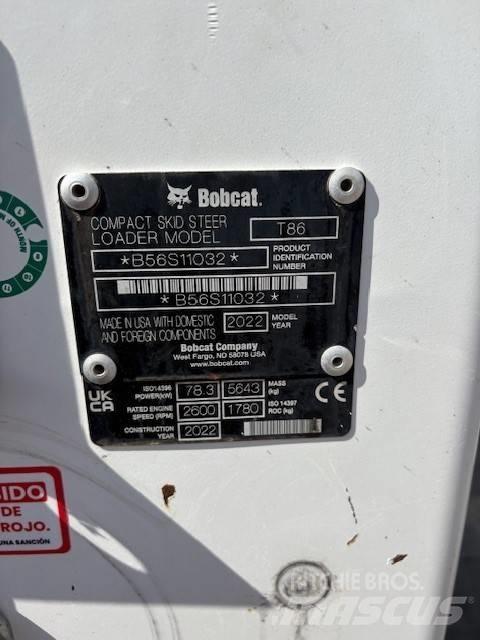 Bobcat.
COMPACT SKID STEER
LOADER MODEL T86
*B56S11032* PRODUCT IDENTIFICATION NUMBER
*B56S11032*
MADE IN USA WITH DOMESTIC AND FOREIGN COMPONENTS 2022 MODEL YEAR
Bobcat Company
West Fargo, ND 58078 USA
www.bobcat.com
UK CA
ISO14396 POWER(kW) 78.3 5643 MASS (kg)
RATED ENGINE SPEED (RPM) 2600 1780 ISO 14397 ROC (kg)
CONSTRUCTION YEAR 2022
CE
MONTH OF
BIDO
DE
ROJO.
UNA SANCIÓN
RITCHIE BROS.
MASCUS